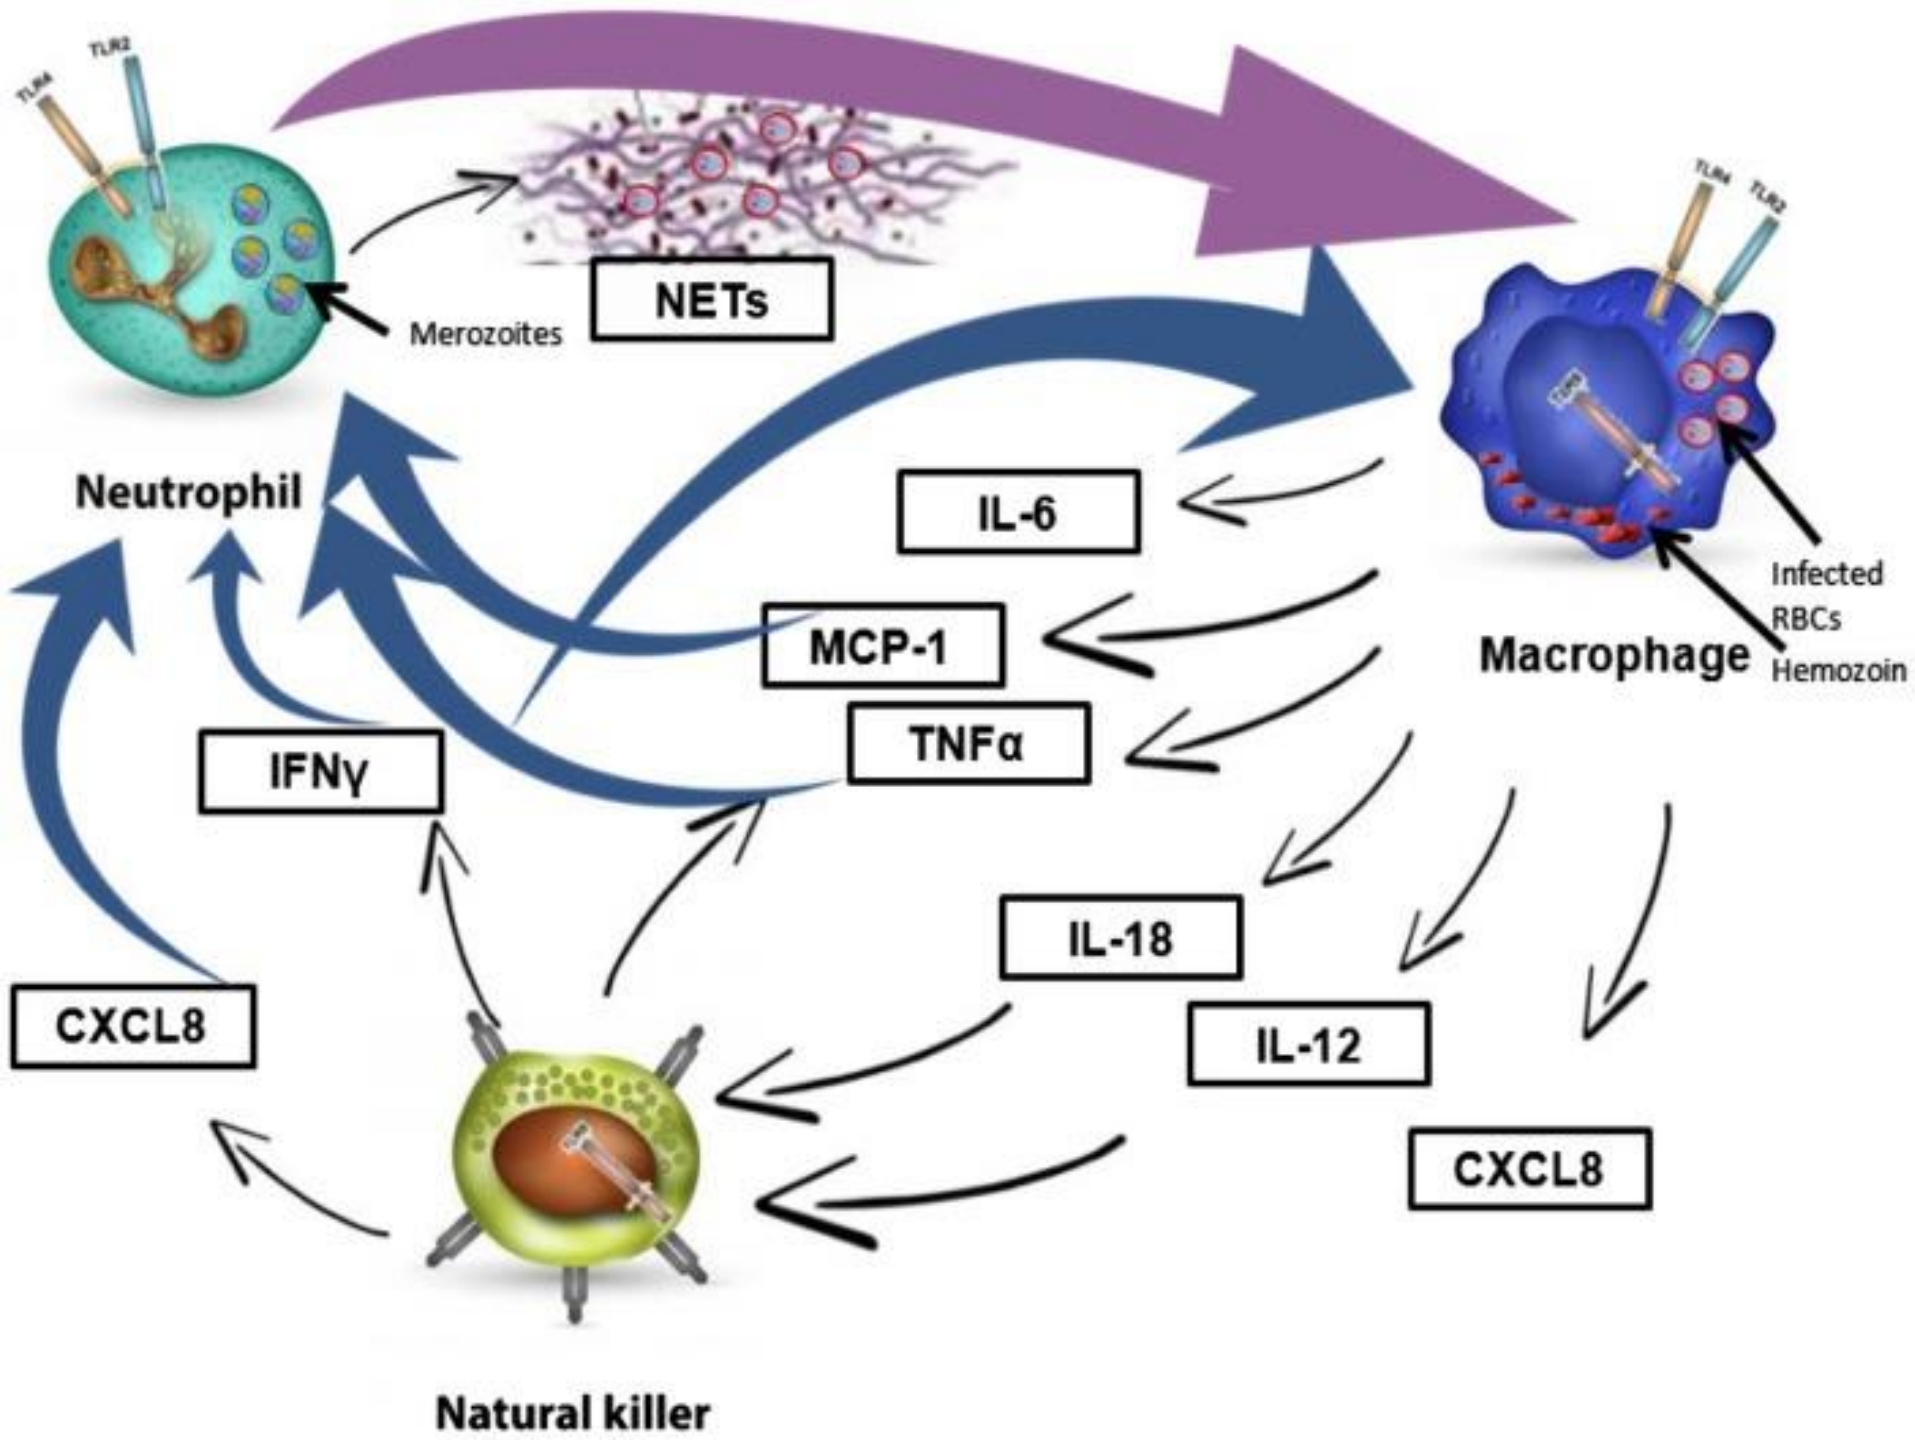 TLR2
TLR4
TLR4
TLR2
NETs
Merozoites
Neutrophil
IL-6
Infected
RBCs
MCP-1
Macrophage
Hemozoin
TNFα
IFNγ
IL-18
CXCL8
IL-12
CXCL8
Natural killer